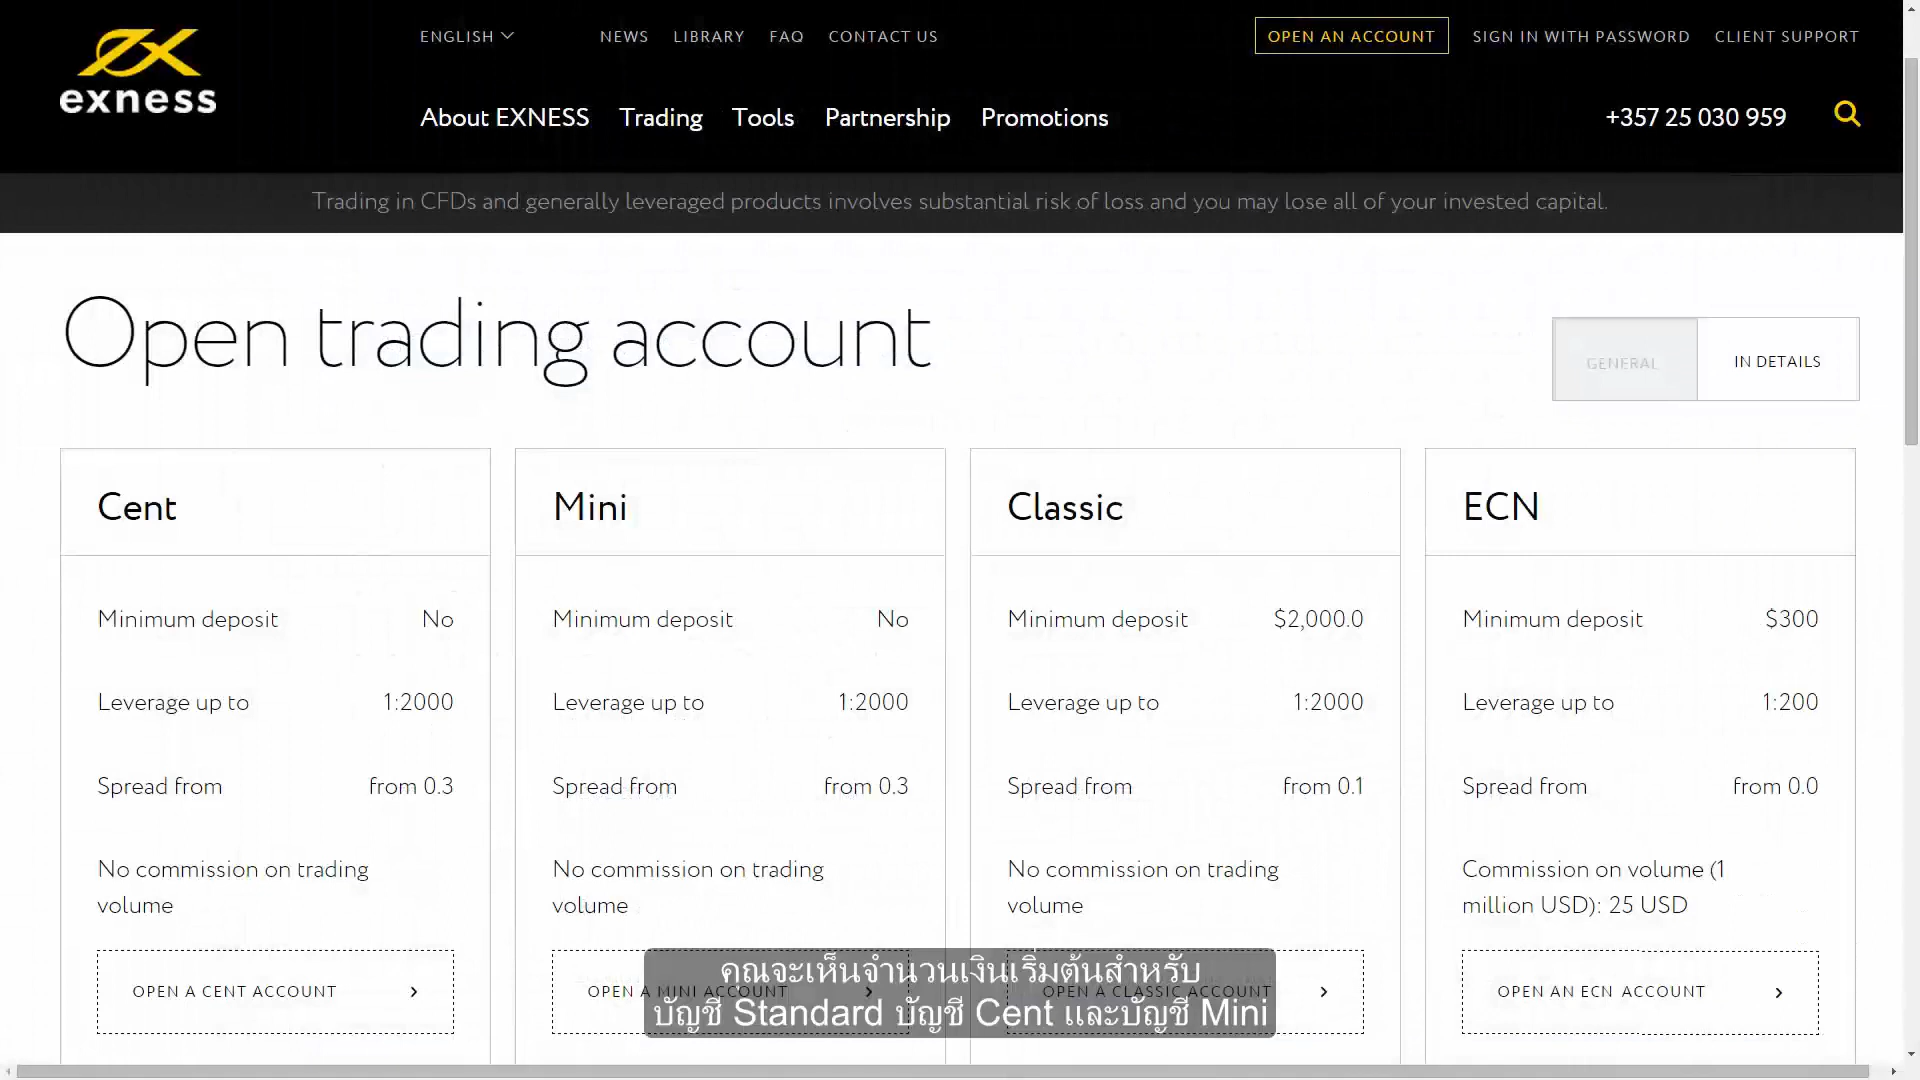 ENGLISH NEWS LIBRARY FAQ CONTACT US OPEN AN ACCOUNT SIGN IN WITH PASSWORD CLIENT SUPPORT
exness
About EXNESS Trading Tools Partnership Promotions +357 25 030 959
Trading in CFDs and generally leveraged products involves substantial risk of loss and you may lose all of your invested capital.
Open trading account
GENERAL IN DETAILS
Cent
Minimum deposit No
Leverage up to 1:2000
Spread from from 0.3
No commission on trading
volume
OPEN A CENT ACCOUNT
Mini
Minimum deposit No
Leverage up to 1:2000
Spread from from 0.3
No commission on trading
volume
OPEN A MINI ACCOUNT
Classic
Minimum deposit $2,000.0
Leverage up to 1:2000
Spread from from 0.1
No commission on trading
volume
OPEN A CLASSIC ACCOUNT
ECN
Minimum deposit $300
Leverage up to 1:200
Spread from from 0.0
Commission on volume (1
million USD): 25 USD
OPEN AN ECN ACCOUNT
คุณจะเห็นจำนวนเงินเริ่มต้นสำหรับ
บัญชี Standard บัญชี Cent และบัญชี Mini